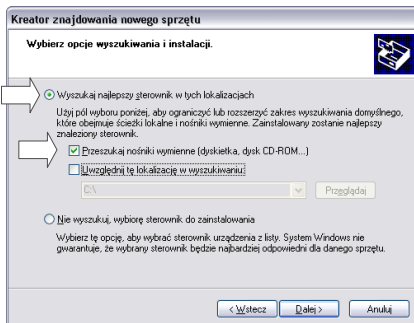 Kreator znajdowania nowego sprzętu
Wybierz opcje wyszukiwania i instalacji.
Wyszukaj najlepszy sterownik w tych lokalizacjach
Użyj pól wyboru poniżej, aby ograniczyć lub rozszerzyć zakres wyszukiwania domyślnego,
które obejmuje ścieżki lokalne i nośniki wymienne. Zainstalowany zostanie najlepszy
znaleziony sterownik.
Przeszukaj nośniki wymienne (dyskietka, dysk CD-ROM...)
Uwzględnij tę lokalizację w wyszukiwaniu:
C:\
Przeglądaj
Nie wyszukuj, wybiorę sterownik do zainstalowania
Wybierz tę opcję, aby wybrać sterownik urządzenia z listy. System Windows nie
gwarantuje, że wybrany sterownik będzie najbardziej odpowiedni dla danego sprzętu.
< Wstecz Dalej > Anuluj